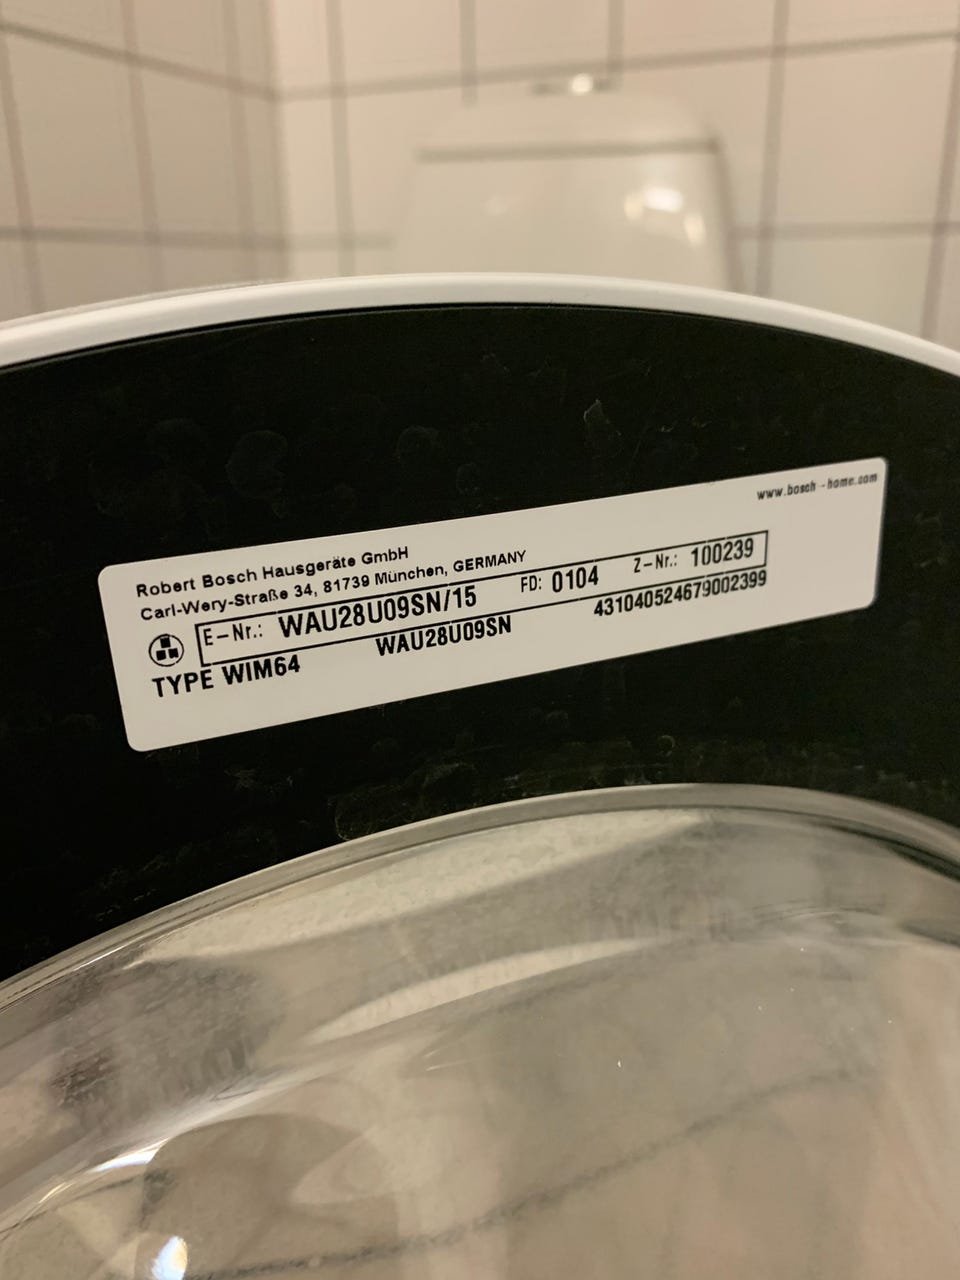 www.bosch-home.com
Robert Bosch Hausgeräte GmbH
Carl-Wery-Straße 34, 81739 München, GERMANY
E-Nr.: WAU28U09SN/15 FD: 0104 Z-Nr.: 100239
TYPE WIM64 WAU28U09SN 431040524679002399